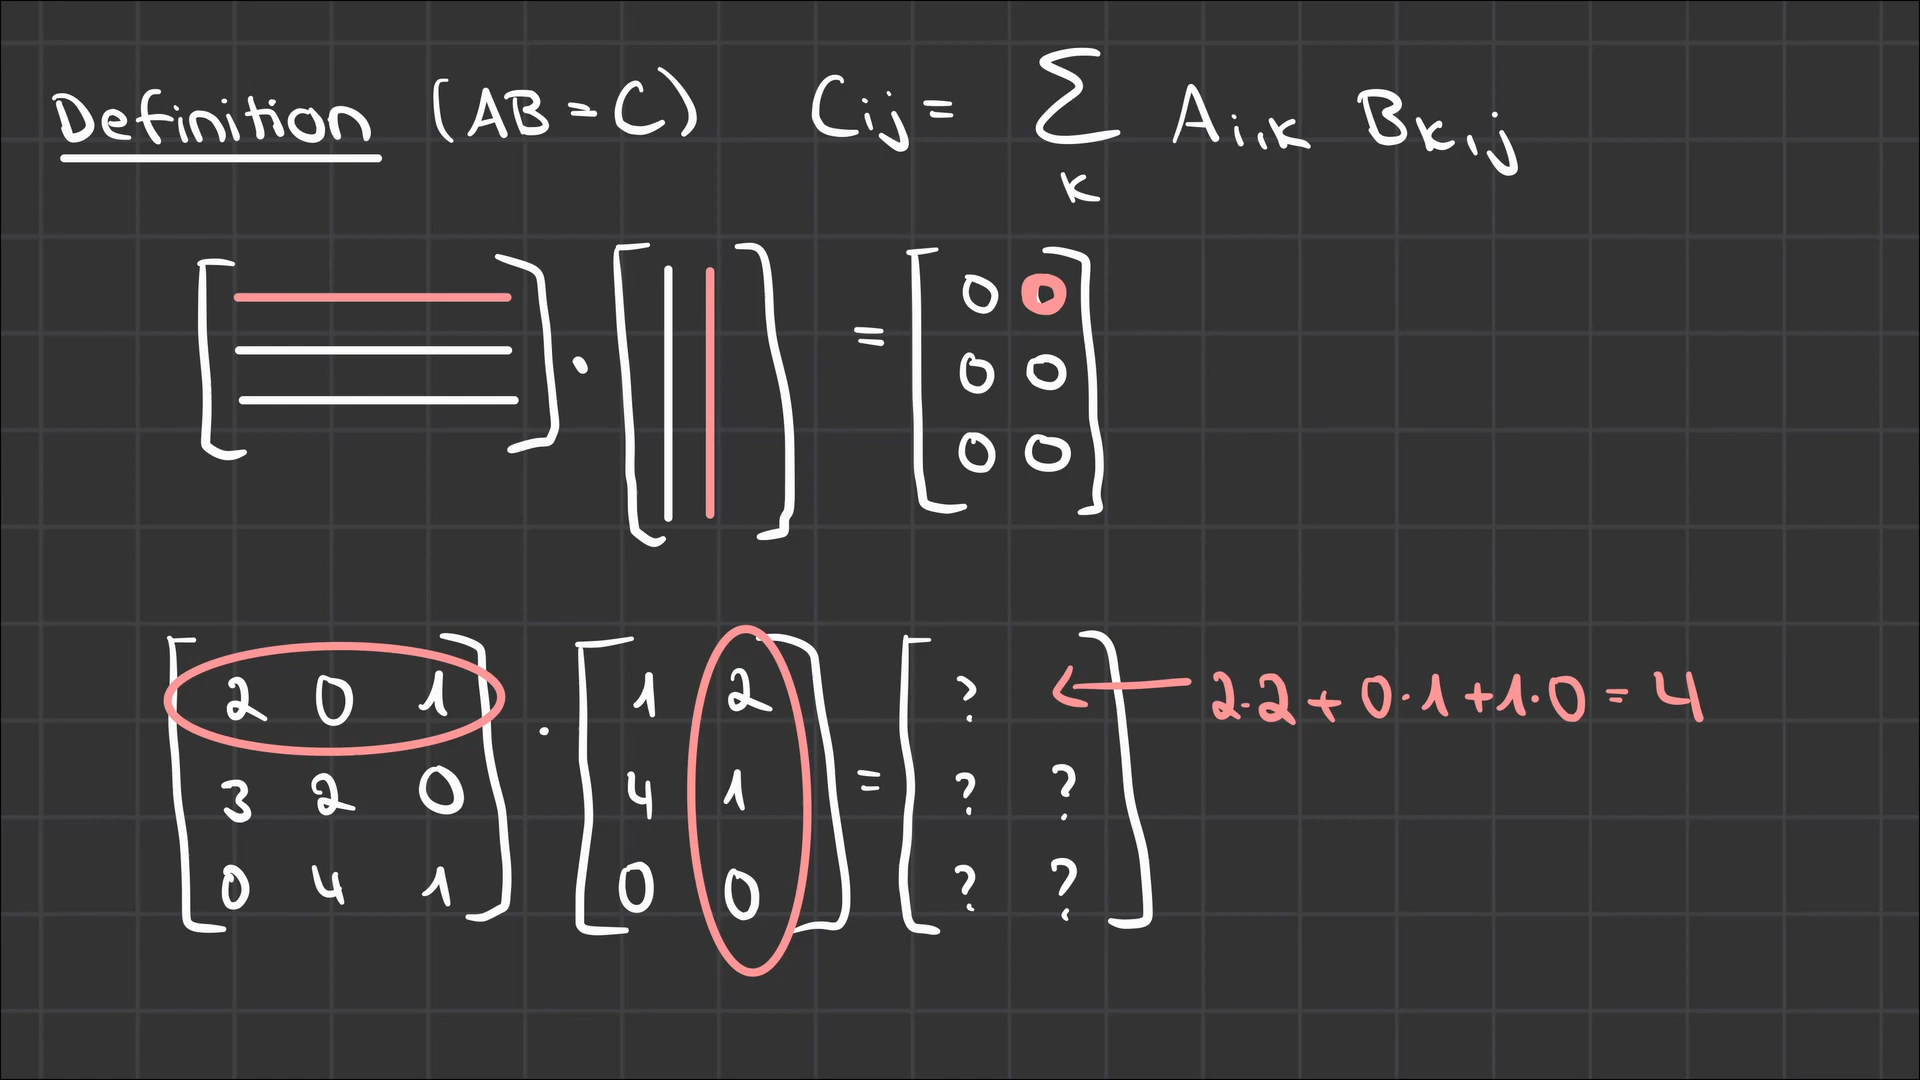 Definition (AB = C) Cij = Σ Ai,k Bk,j
k
· = 0 0
0 0
0 0
2 0 1 1 2 ? ← 2·2 + 0·1 + 1·0 = 4
3 2 0 · 4 1 = ? ?
0 4 1 0 0 ? ?